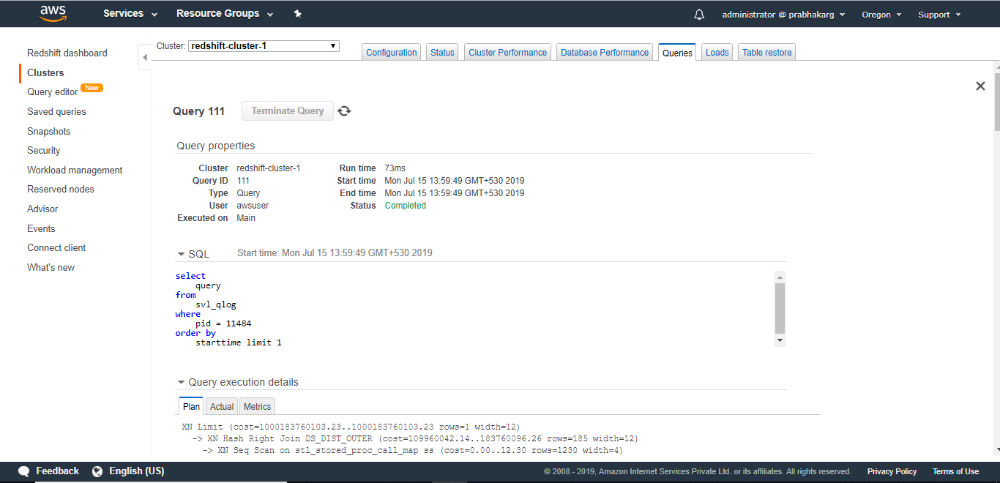 aws Services Resource Groups administrator @ prabhakarg Oregon Support
Cluster: redshift-cluster-1 Configuration Status Cluster Performance Database Performance Queries Loads Table restore
Redshift dashboard
Clusters
Query editor New
Saved queries
Snapshots
Security
Workload management
Reserved nodes
Advisor
Events
Connect client
What's new
Query 111 Terminate Query
Query properties
Cluster redshift-cluster-1 Run time 73ms
Query ID 111 Start time Mon Jul 15 13:59:49 GMT+530 2019
Type Query End time Mon Jul 15 13:59:49 GMT+530 2019
User awsuser Status Completed
Executed on Main
SQL Start time: Mon Jul 15 13:59:49 GMT+530 2019
select
query
from
svl_qlog
where
pid = 11484
order by
starttime limit 1
Query execution details
Plan Actual Metrics
XN Limit (cost=1000183760103.23..1000183760103.23 rows=1 width=12)
-> XN Hash Right Join DS_DIST_OUTER (cost=109960042.14..183760096.26 rows=185 width=12)
-> XN Seq Scan on stl_stored_proc_call_map ss (cost=0.00..12.30 rows=1230 width=4)
Feedback English (US) © 2008 - 2019, Amazon Internet Services Private Ltd. or its affiliates. All rights reserved. Privacy Policy Terms of Use